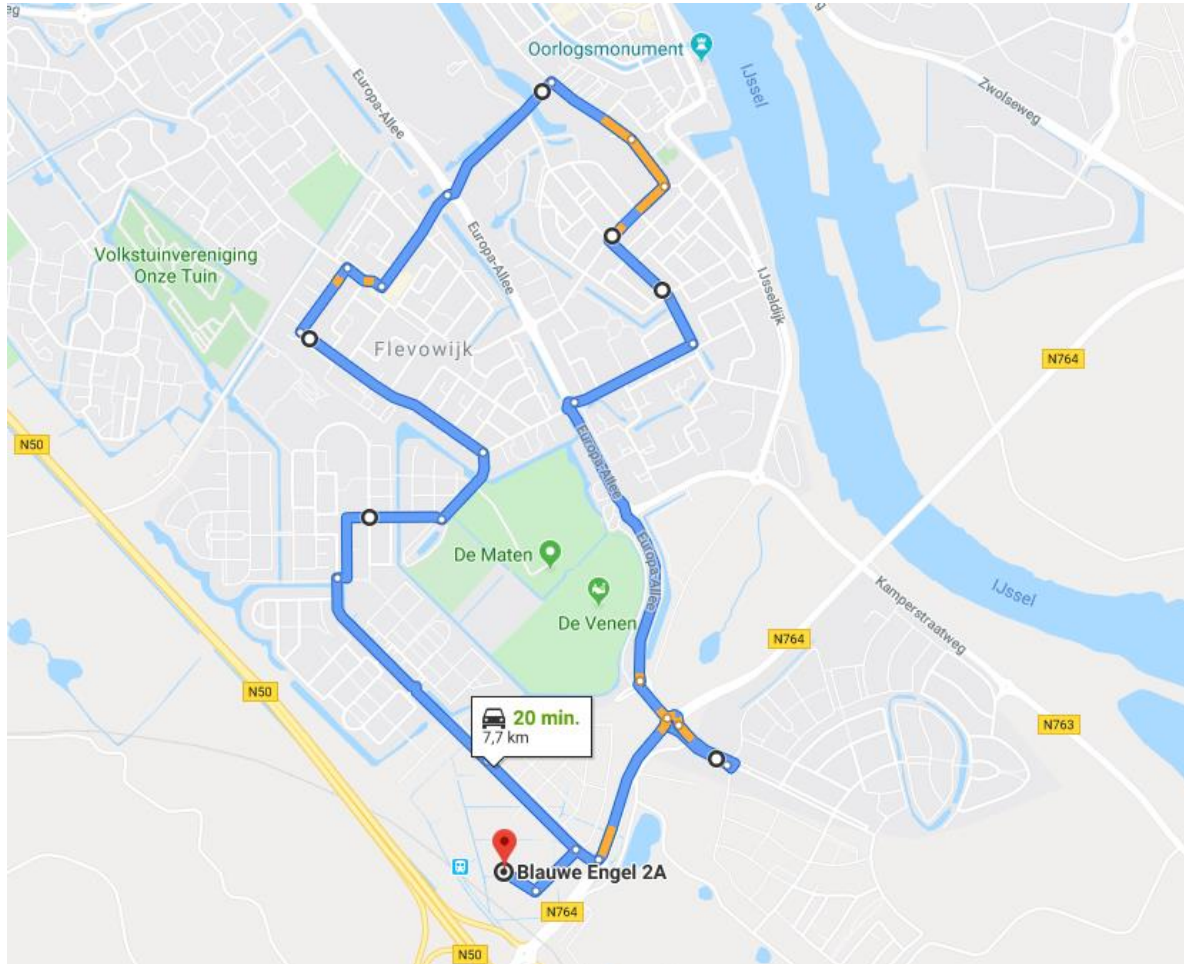 eg
Oorlogsmonument
Europa-Allee
IJssel
Zwolseweg
Volkstuinvereniging
Onze Tuin
Europa-Allee
IJsseldijk
Flevowijk
N764
N50
Europa-Allee
De Maten
Europa-Allee
De Venen
IJssel
Kamperstraatweg
N764
N50
20 min.
7,7 km
N763
Blauwe Engel 2A
N764
N50